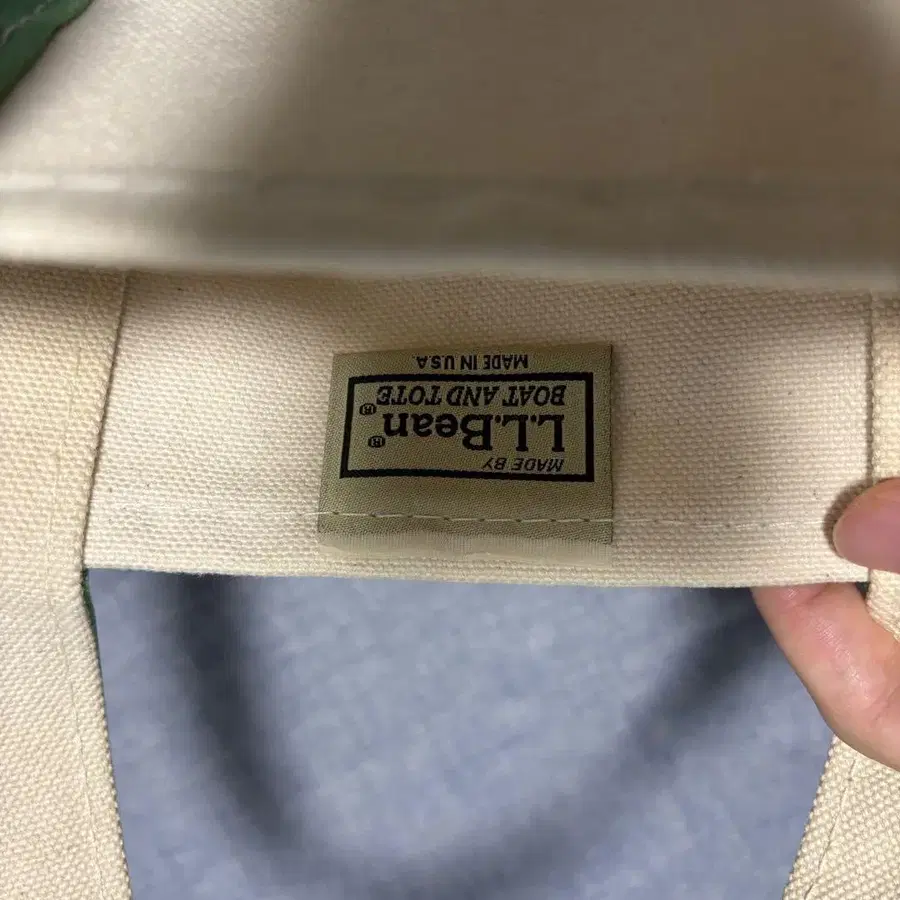 MADE BY
L.L.Bean®
BOAT AND TOTE®
MADE IN U.S.A.